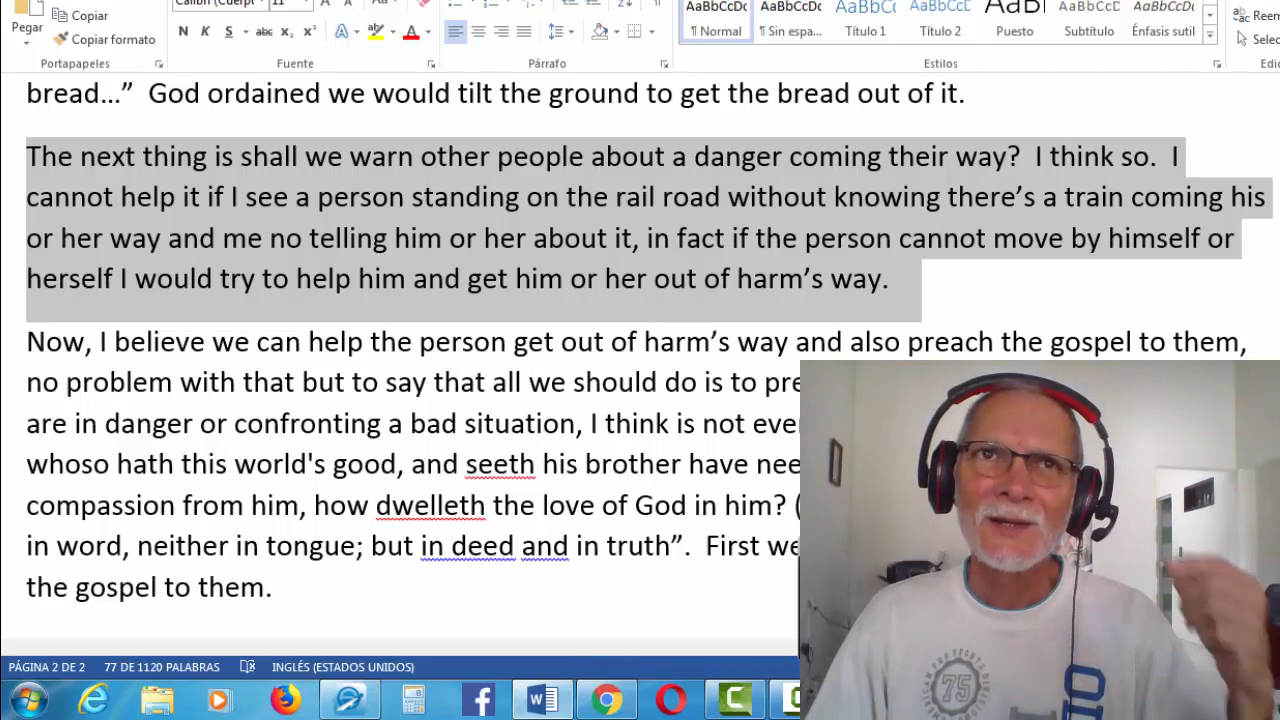 Calibri (Cuerpo
11
Pegar
Copiar
Copiar formato
N K S abc x₂ x²
A
AaBbCcDc AaBbCcDc AaBbCc AaBbCcD AaBbCcD AaBbCcDc
¶ Normal ¶ Sin espa... Título 1 Título 2 Puesto Subtítulo Énfasis sutil
Portapapeles Fuente Párrafo Estilos
bread…” God ordained we would tilt the ground to get the bread out of it.
The next thing is shall we warn other people about a danger coming their way? I think so. I
cannot help it if I see a person standing on the rail road without knowing there’s a train coming his
or her way and me no telling him or her about it, in fact if the person cannot move by himself or
herself I would try to help him and get him or her out of harm’s way.
Now, I believe we can help the person get out of harm’s way and also preach the gospel to them,
no problem with that but to say that all we should do is to
are in danger or confronting a bad situation, I think is not
whoso hath this world's good, and seeth his brother have
compassion from him, how dwelleth the love of God in him? (
in word, neither in tongue; but in deed and in truth”. First
the gospel to them.
PÁGINA 2 DE 2 77 DE 1120 PALABRAS INGLÉS (ESTADOS UNIDOS)
75